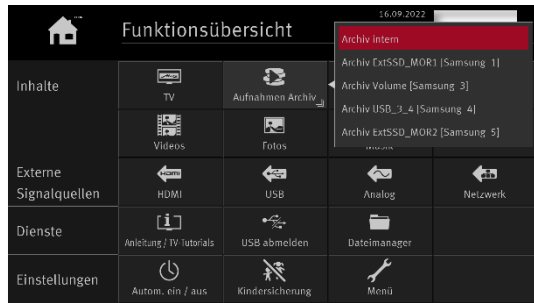 16.09.2022
Funktionsübersicht
Archiv intern
Archiv ExtSSD_MOR1 [Samsung 1]
Archiv Volume [Samsung 3]
Archiv USB_3_4 [Samsung 4]
Archiv ExtSSD_MOR2 [Samsung 5]
Inhalte
TV
Aufnahmen Archiv
Videos
Fotos
Musik
Externe
Signalquellen
HDMI
HDMI
USB
Analog
Netzwerk
Dienste
Anleitung / TV-Tutorials
USB abmelden
Dateimanager
Einstellungen
Autom. ein / aus
Kindersicherung
Menü